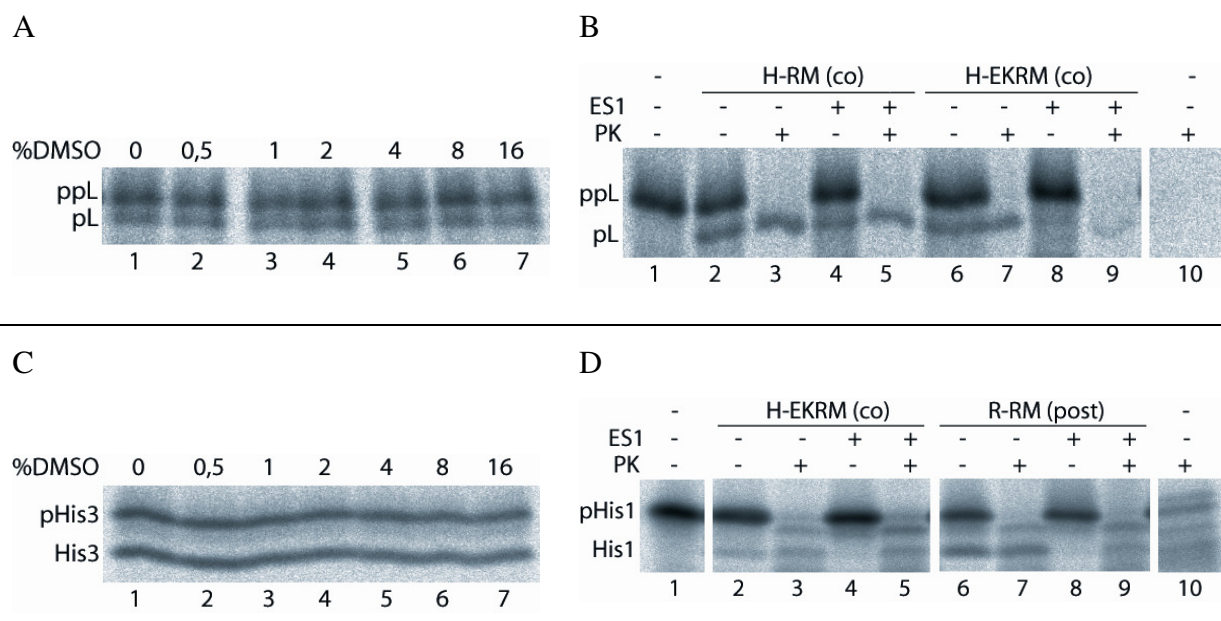 A
%DMSO 0 0,5 1 2 4 8 16
ppL
pL
1 2 3 4 5 6 7
B
- H-RM (co) H-EKRM (co) -
ES1 - - - + + - - + + -
PK - - + - + - + - + +
ppL
pL
1 2 3 4 5 6 7 8 9 10
C
%DMSO 0 0,5 1 2 4 8 16
pHis3
His3
1 2 3 4 5 6 7
D
- H-EKRM (co) R-RM (post) -
ES1 - - - + + - - + + -
PK - - + - + - + - + +
pHis1
His1
1 2 3 4 5 6 7 8 9 10